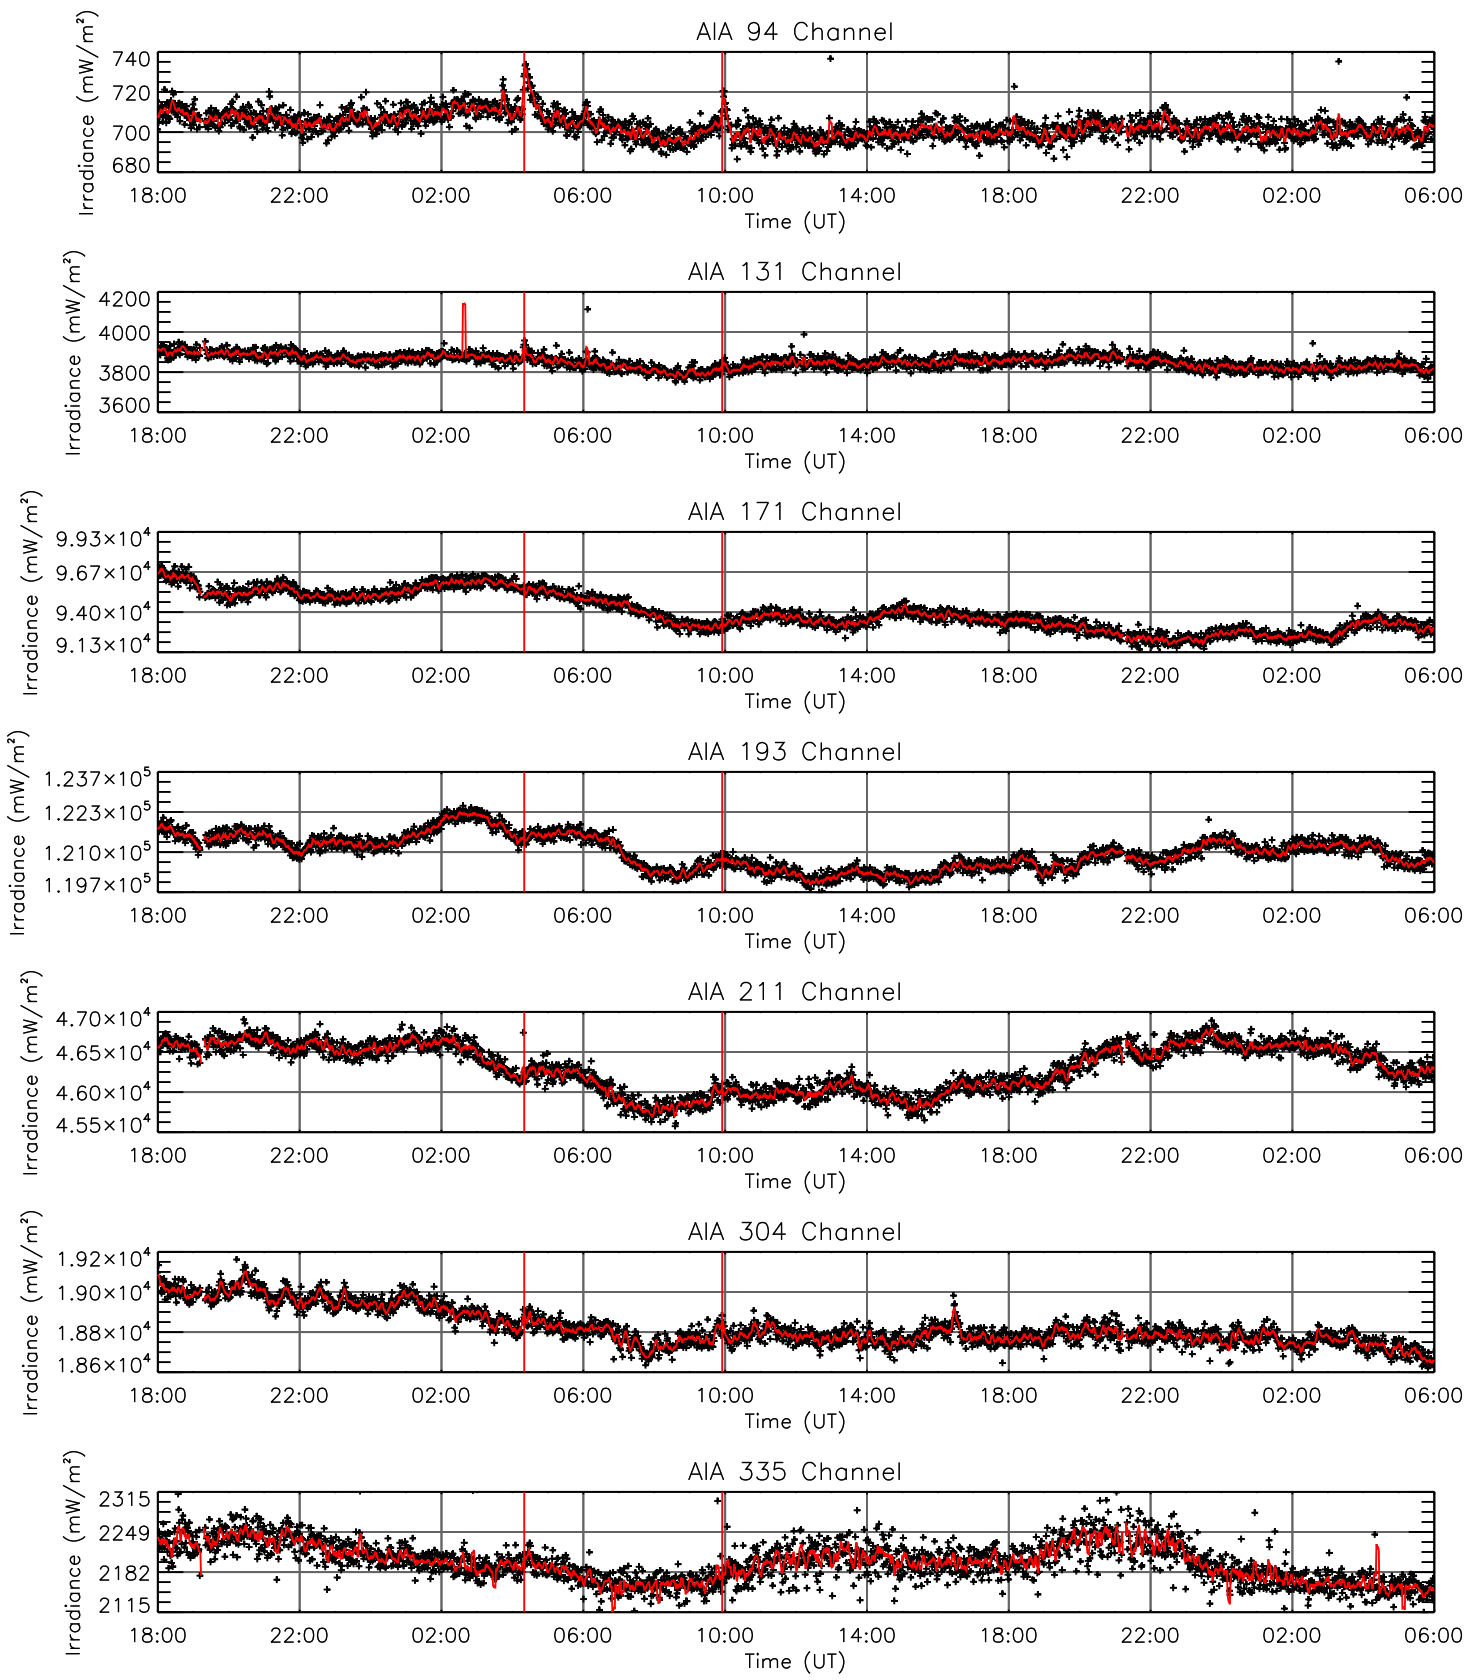 AIA 94 Channel
Irradiance (mW/m²)
740
720
700
680
18:00 22:00 02:00 06:00 10:00 14:00 18:00 22:00 02:00 06:00
Time (UT)
AIA 131 Channel
Irradiance (mW/m²)
4200
4000
3800
3600
18:00 22:00 02:00 06:00 10:00 14:00 18:00 22:00 02:00 06:00
Time (UT)
AIA 171 Channel
Irradiance (mW/m²)
9.93×10⁴
9.67×10⁴
9.40×10⁴
9.13×10⁴
18:00 22:00 02:00 06:00 10:00 14:00 18:00 22:00 02:00 06:00
Time (UT)
AIA 193 Channel
Irradiance (mW/m²)
1.237×10⁵
1.223×10⁵
1.210×10⁵
1.197×10⁵
18:00 22:00 02:00 06:00 10:00 14:00 18:00 22:00 02:00 06:00
Time (UT)
AIA 211 Channel
Irradiance (mW/m²)
4.70×10⁴
4.65×10⁴
4.60×10⁴
4.55×10⁴
18:00 22:00 02:00 06:00 10:00 14:00 18:00 22:00 02:00 06:00
Time (UT)
AIA 304 Channel
Irradiance (mW/m²)
1.92×10⁴
1.90×10⁴
1.88×10⁴
1.86×10⁴
18:00 22:00 02:00 06:00 10:00 14:00 18:00 22:00 02:00 06:00
Time (UT)
AIA 335 Channel
Irradiance (mW/m²)
2315
2249
2182
2115
18:00 22:00 02:00 06:00 10:00 14:00 18:00 22:00 02:00 06:00
Time (UT)